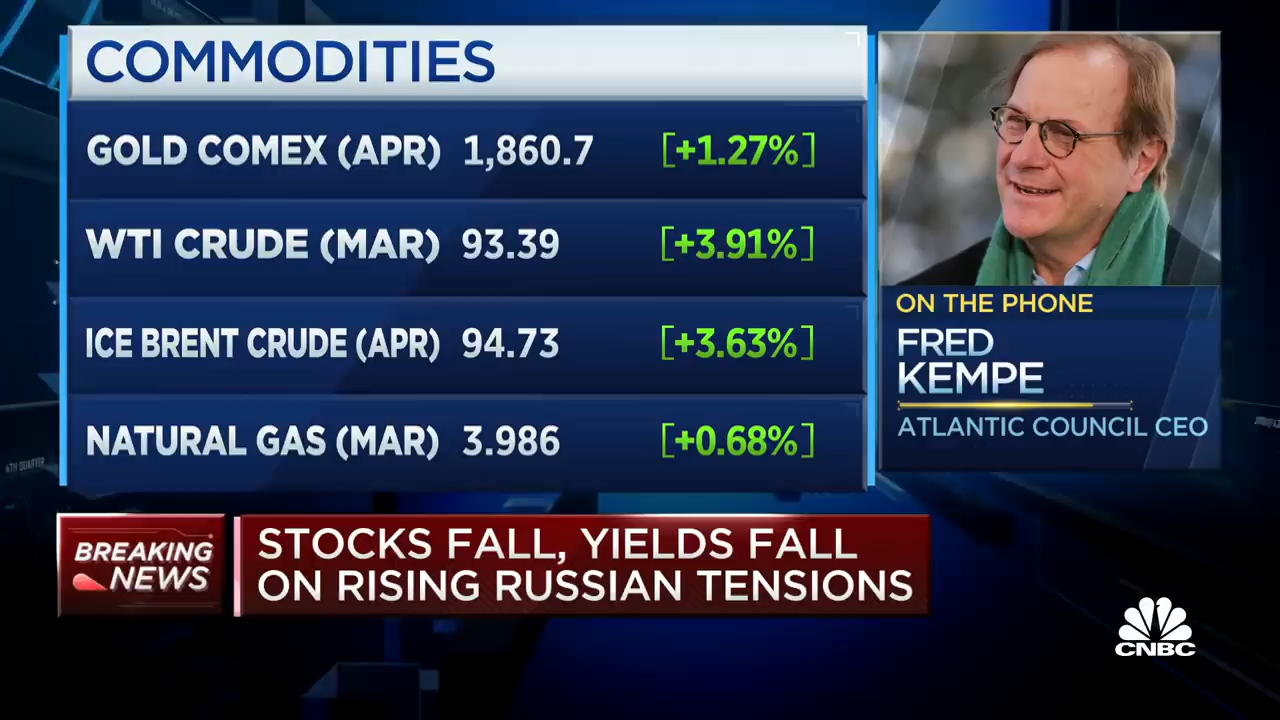 COMMODITIES
GOLD COMEX (APR) 1,860.7 [+1.27%]
WTI CRUDE (MAR) 93.39 [+3.91%]
ICE BRENT CRUDE (APR) 94.73 [+3.63%]
NATURAL GAS (MAR) 3.986 [+0.68%]
ON THE PHONE
FRED
KEMPE
ATLANTIC COUNCIL CEO
4TH QUARTER
BREAKING
NEWS
STOCKS FALL, YIELDS FALL
ON RISING RUSSIAN TENSIONS
CNBC